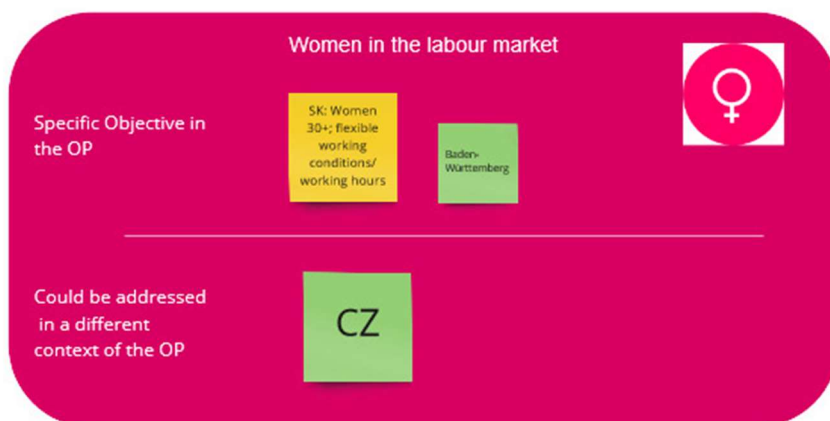 Women in the labour market
Specific Objective in
the OP
SK: Women
30+; flexible
working
conditions/
working hours
Baden-
Württemberg
Could be addressed
in a different
context of the OP
CZ